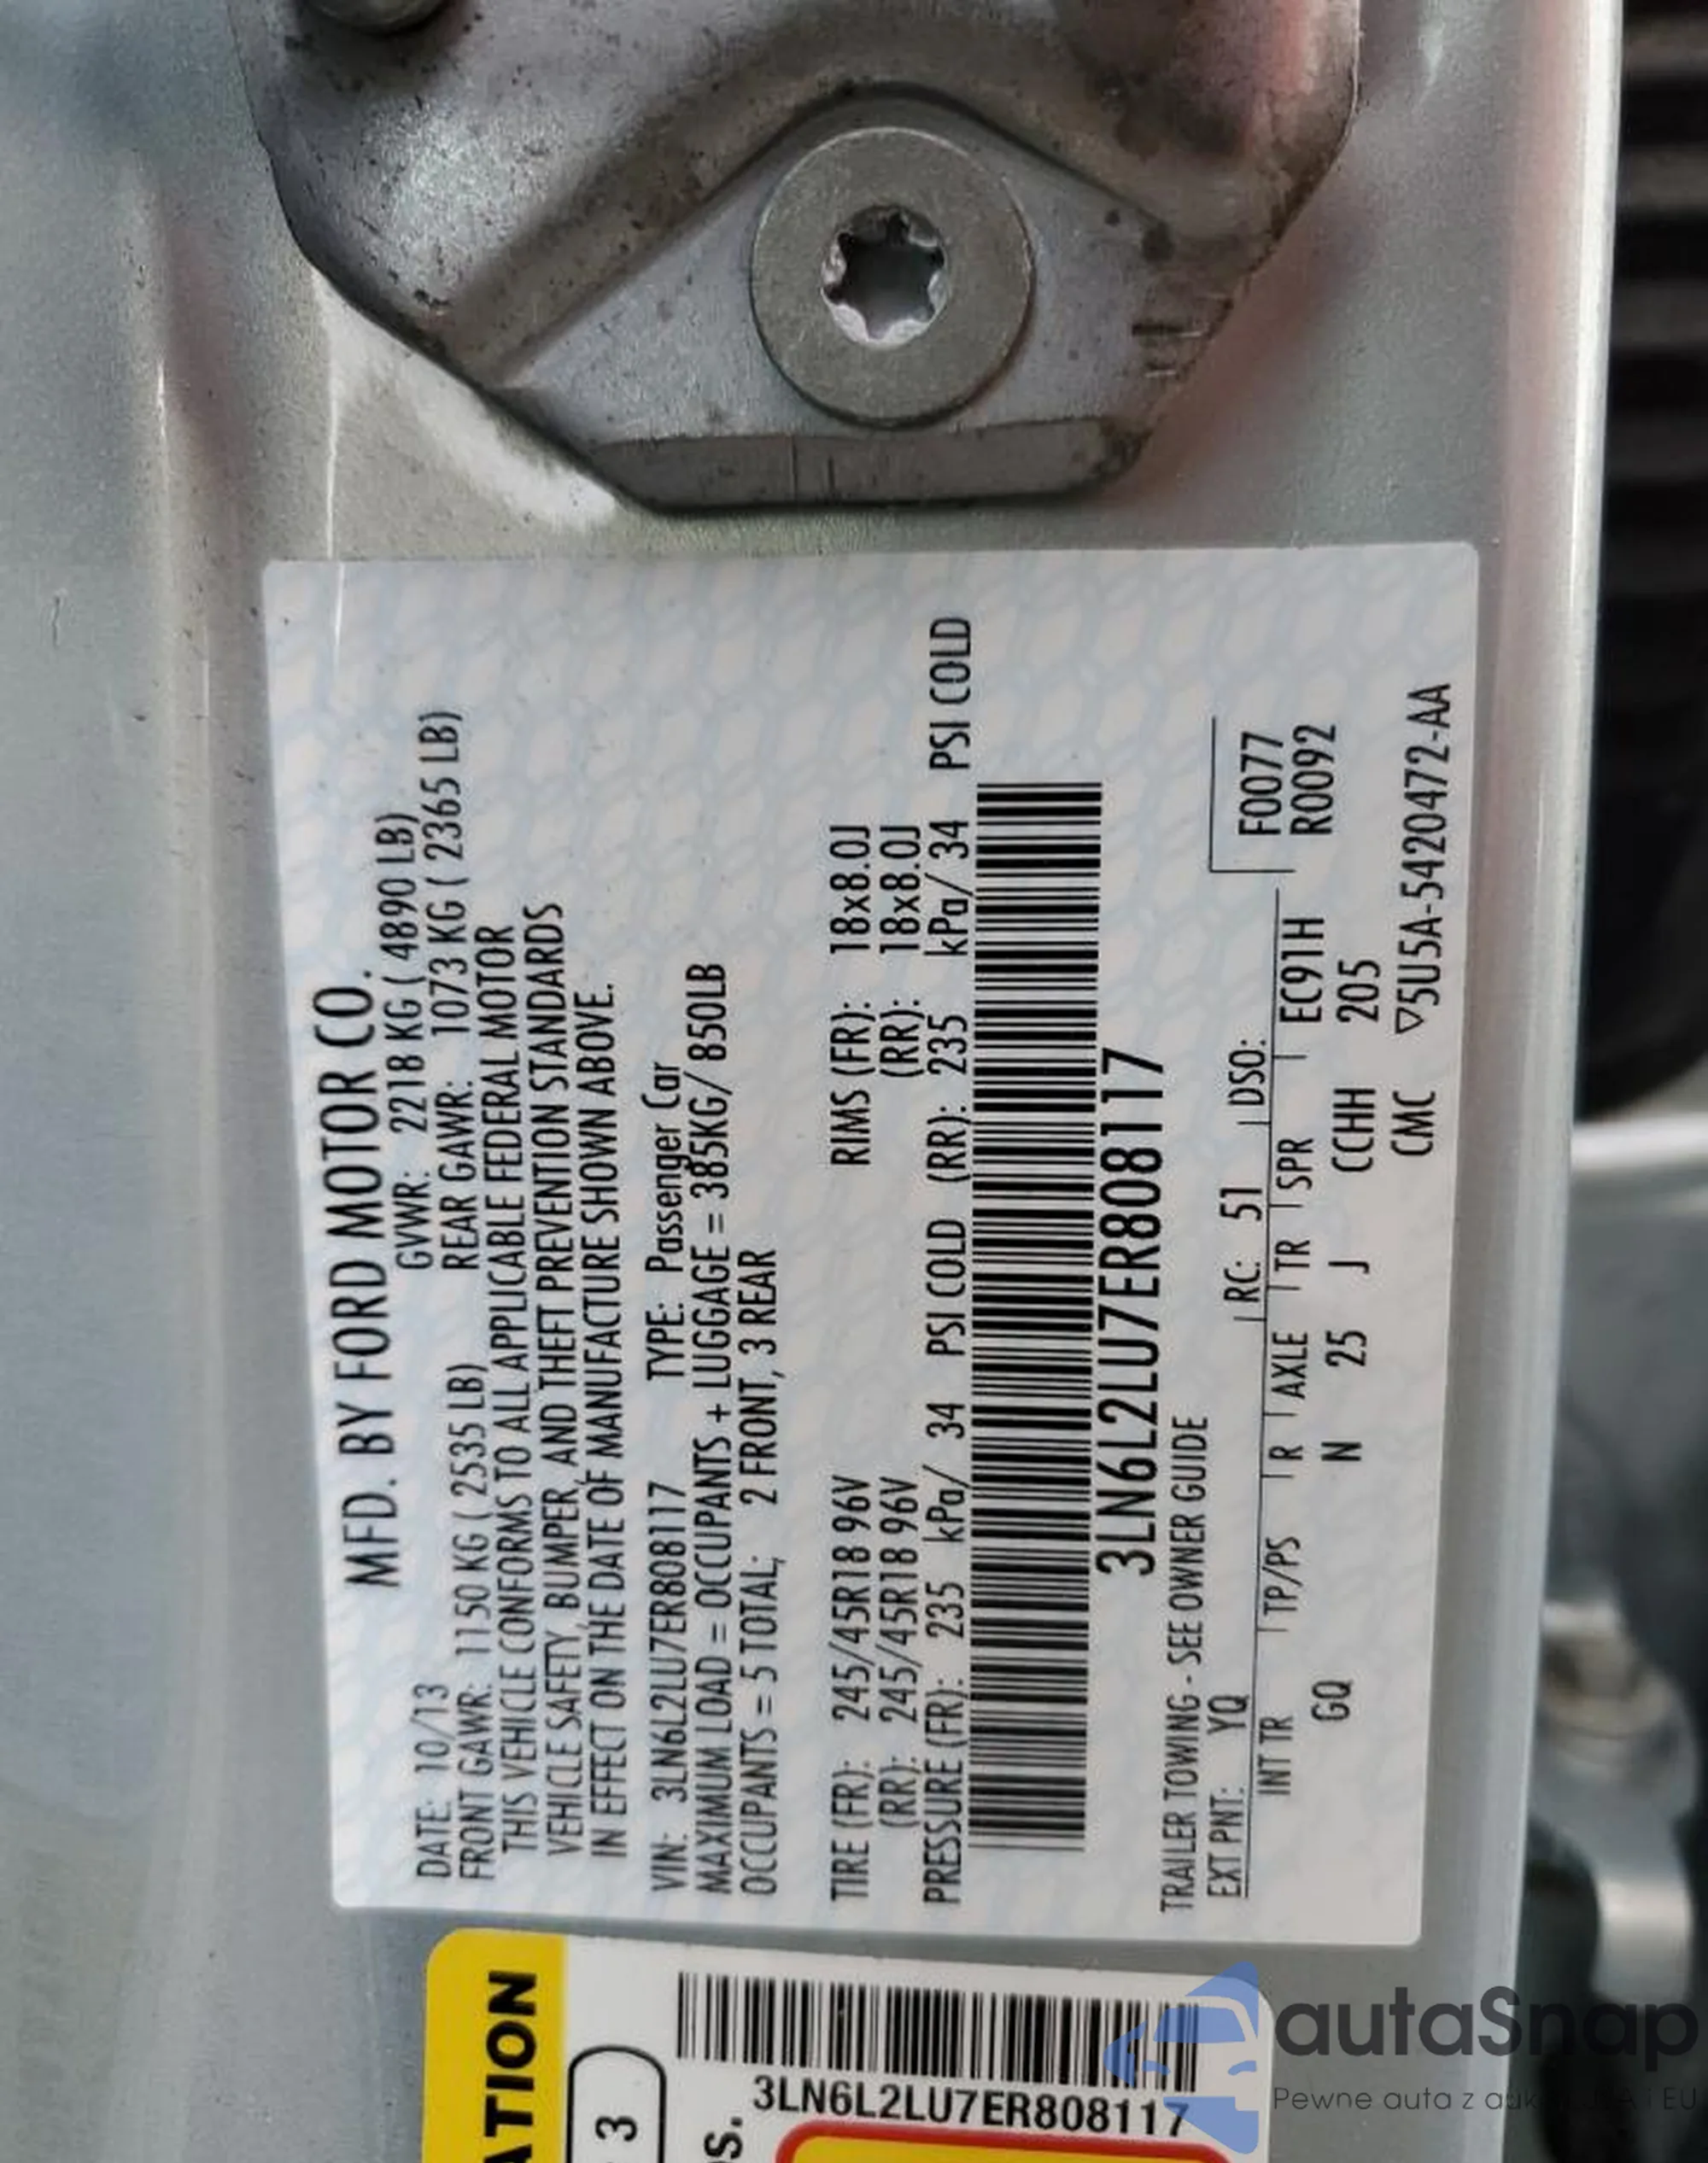 MFD. BY FORD MOTOR CO.
DATE: 10/13 GVWR: 2218 KG ( 4890 LB)
FRONT GAWR: 1150 KG ( 2535 LB) REAR GAWR: 1073 KG ( 2365 LB)
THIS VEHICLE CONFORMS TO ALL APPLICABLE FEDERAL MOTOR
VEHICLE SAFETY, BUMPER, AND THEFT PREVENTION STANDARDS
IN EFFECT ON THE DATE OF MANUFACTURE SHOWN ABOVE.
VIN: 3LN6L2LU7ER808117 TYPE: Passenger Car
MAXIMUM LOAD = OCCUPANTS + LUGGAGE = 385KG/ 850LB
OCCUPANTS = 5 TOTAL; 2 FRONT, 3 REAR
TIRE (FR): 245/45R18 96V RIMS (FR): 18x8.0J
(RR): 245/45R18 96V (RR): 18x8.0J
PRESSURE (FR): 235 kPa/ 34 PSI COLD (RR): 235 kPa/ 34 PSI COLD
3LN6L2LU7ER808117
TRAILER TOWING - SEE OWNER GUIDE
EXT PNT: YQ RC: 51 DSO: F0077
INT TR TP/PS R AXLE TR SPR EC91H R0092
GQ N 25 J CCHH 205
CMC ▽5U5A-5420472-AA
ATION
3
os.
3LN6L2LU7ER808117
autaSnap
Pewne auta z